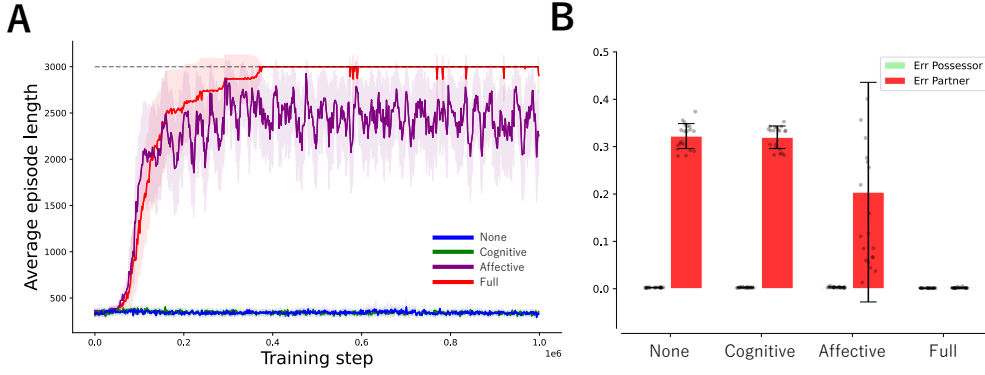 A
Average episode length
3000
2500
2000
1500
1000
500
None
Cognitive
Affective
Full
0.0
0.2
0.4
0.6
0.8
1.0
1e6
Training step
B
0.5
0.4
0.3
0.2
0.1
0.0
Err Possessor
Err Partner
None
Cognitive
Affective
Full